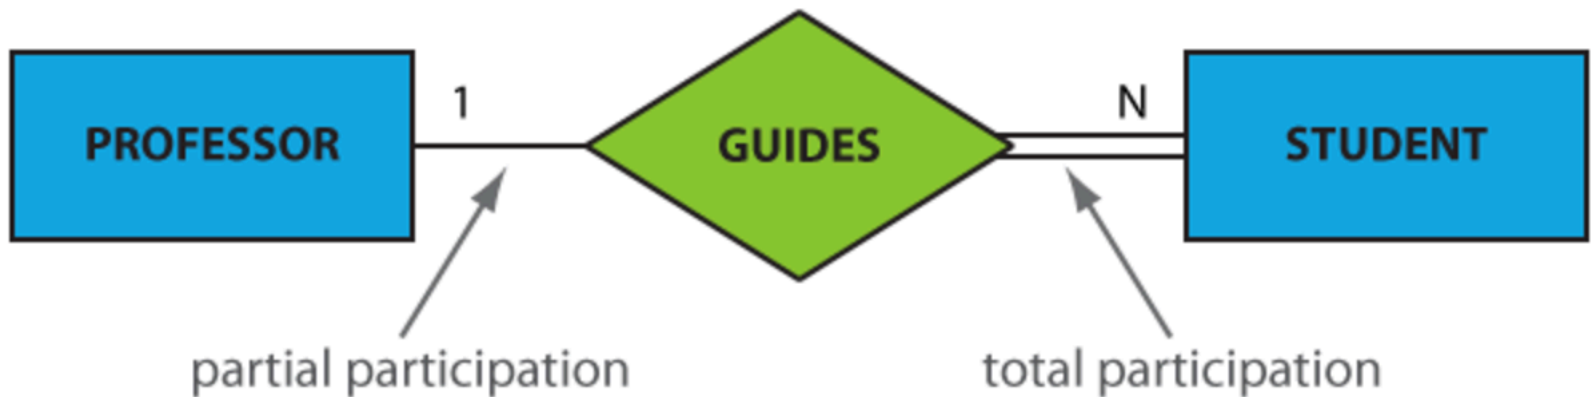 PROFESSOR
1
GUIDES
N
STUDENT
partial participation
total participation